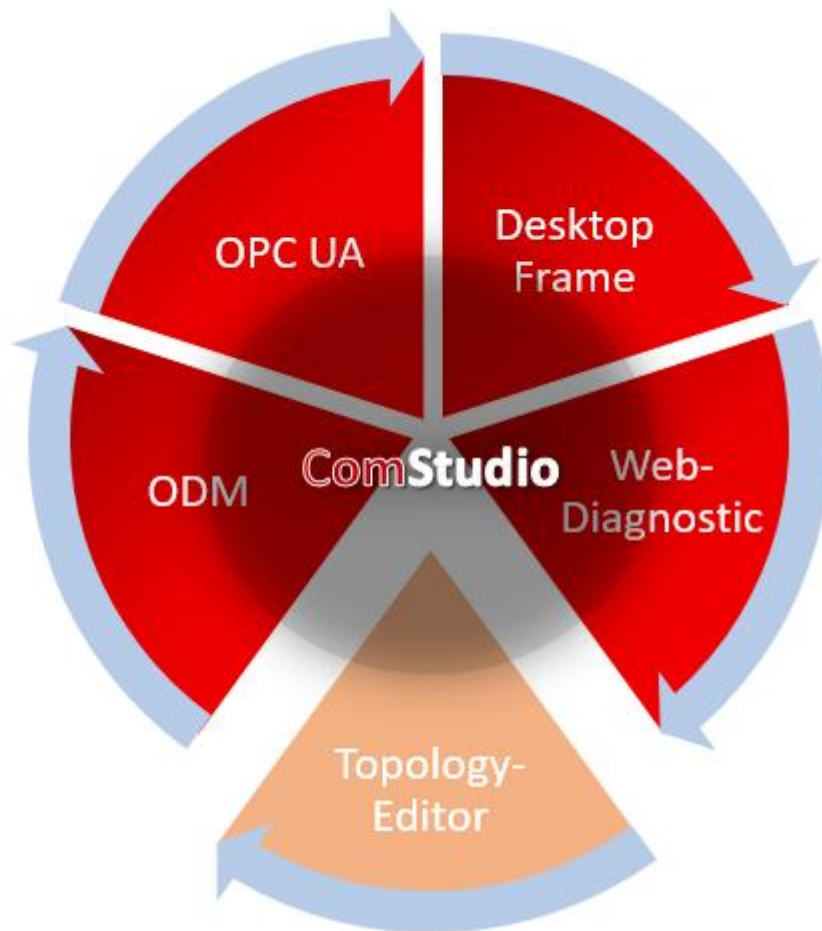 OPC UA
Desktop
Frame
ODM
ComStudio
Web-
Diagnostic
Topology-
Editor